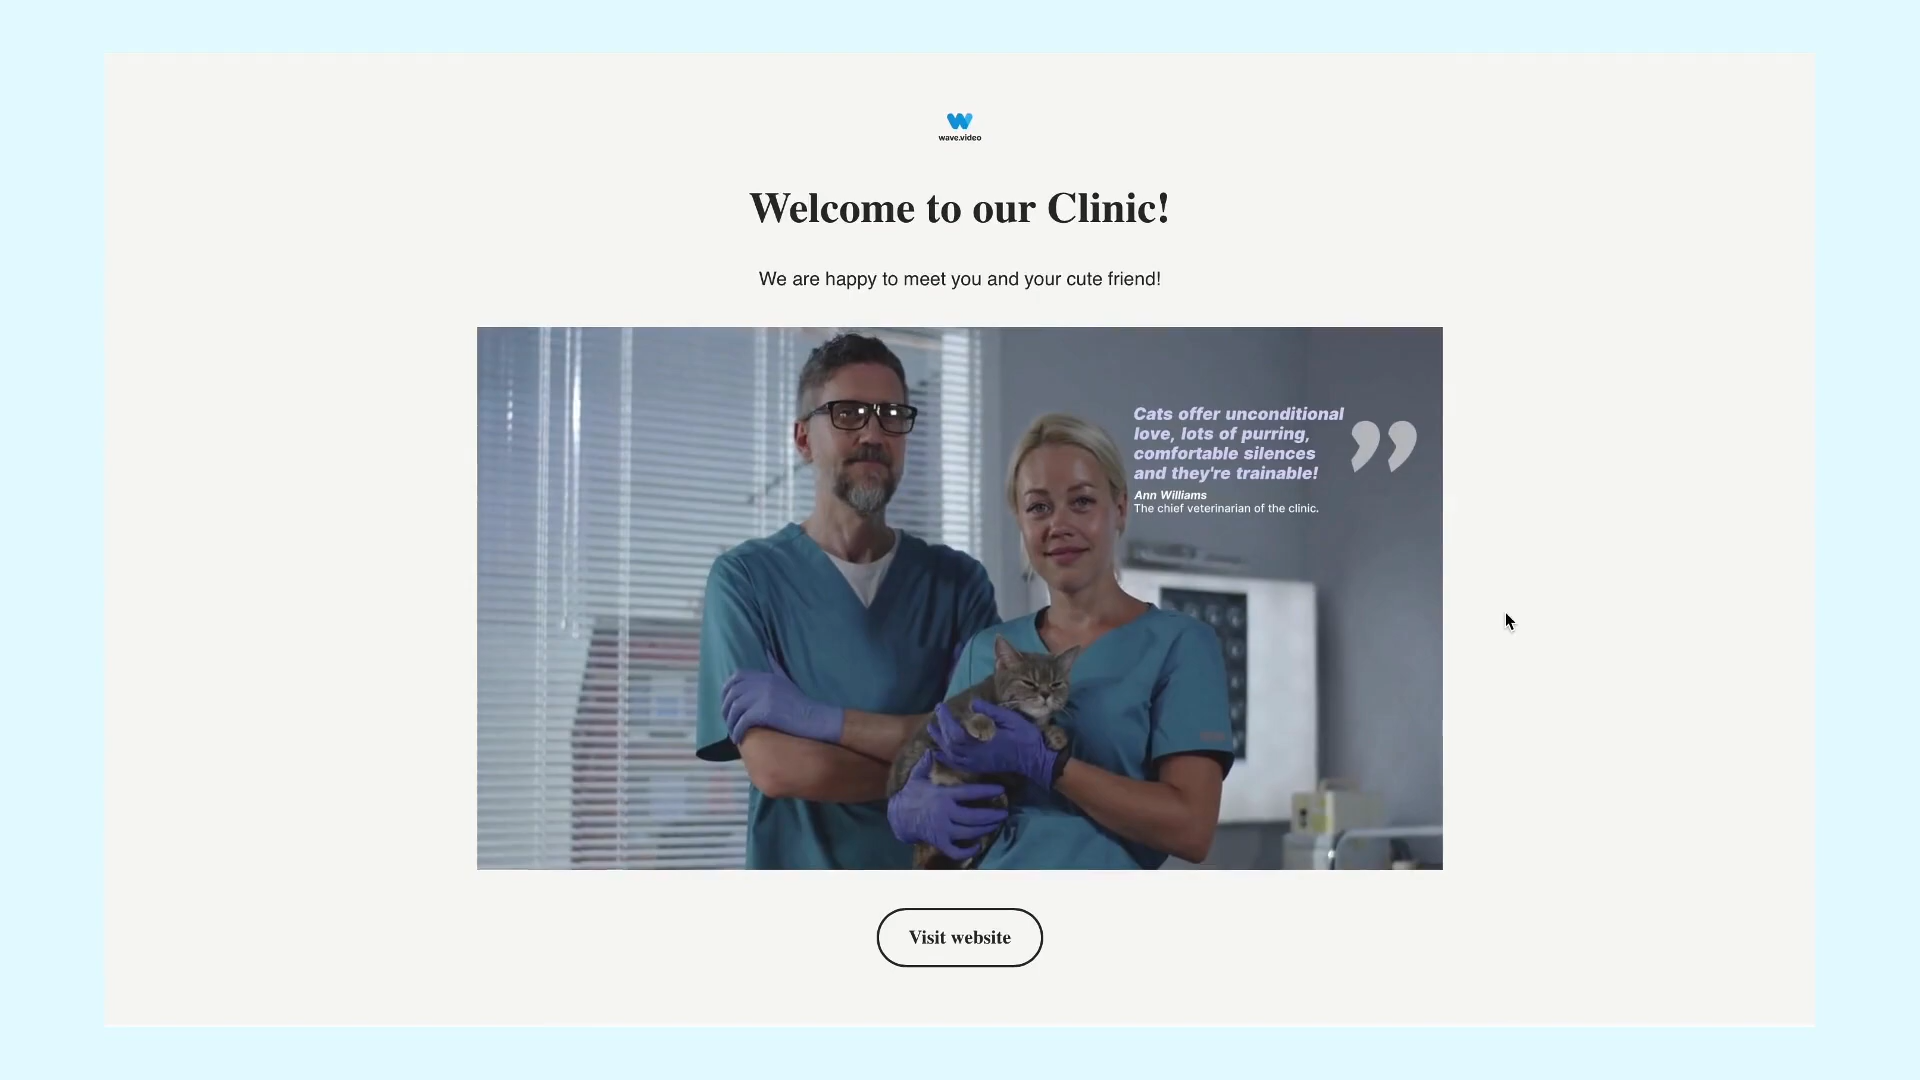 wave.video
Welcome to our Clinic!
We are happy to meet you and your cute friend!
Cats offer unconditional
love, lots of purring,
comfortable silences
and they're trainable!
Ann Williams
The chief veterinarian of the clinic.
Visit website